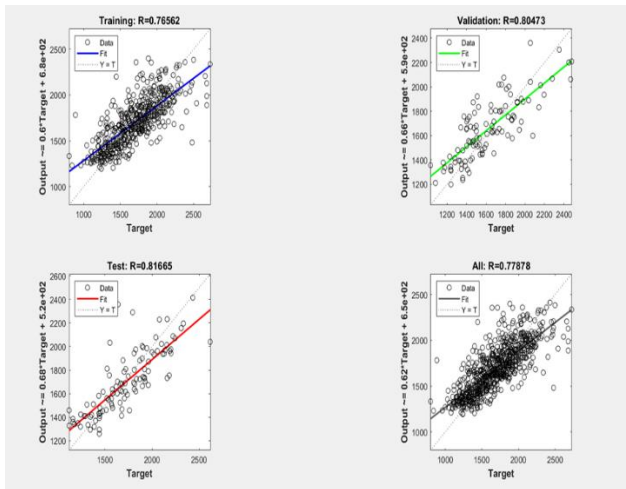 Training: R=0.76562
Data
Fit
Y = T
Output ~= 0.6*Target + 6.8e+02
2500
2000
1500
1000
1000 1500 2000 2500
Target
Validation: R=0.80473
Data
Fit
Y = T
Output ~= 0.66*Target + 5.9e+02
2400
2200
2000
1800
1600
1400
1200
1200 1400 1600 1800 2000 2200 2400
Target
Test: R=0.81665
Data
Fit
Y = T
Output ~= 0.68*Target + 5.2e+02
2600
2400
2200
2000
1800
1600
1400
1200
1500 2000 2500
Target
All: R=0.77878
Data
Fit
Y = T
Output ~= 0.62*Target + 6.5e+02
2500
2000
1500
1000
1000 1500 2000 2500
Target